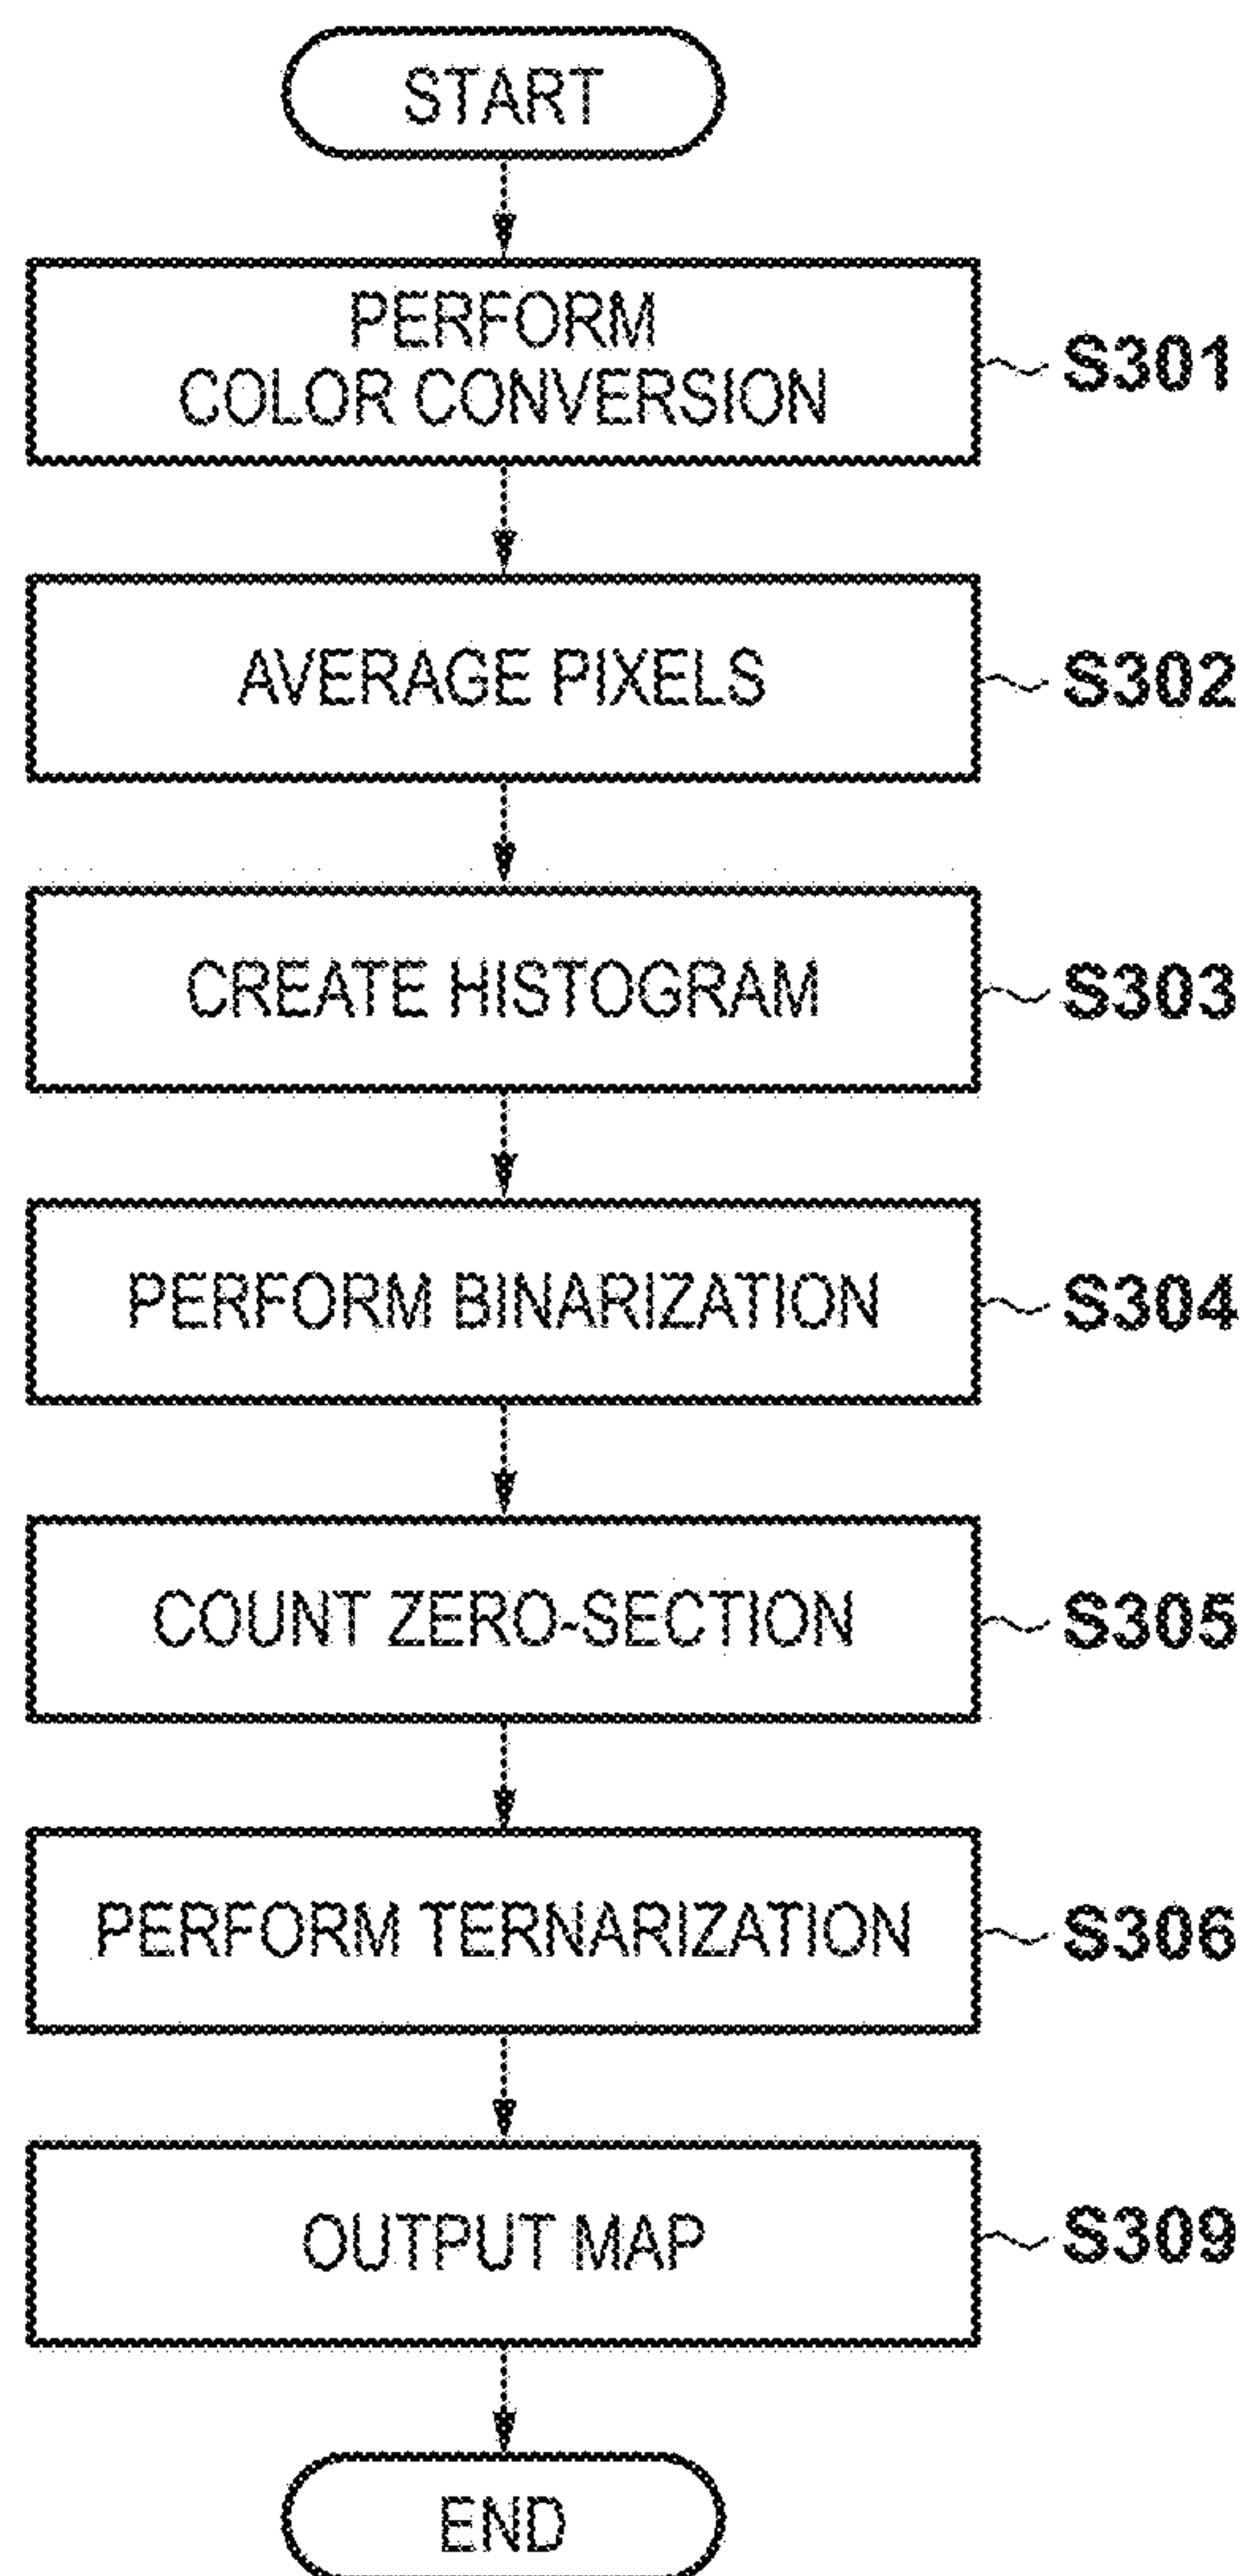 START
PERFORM
COLOR CONVERSION
S301
AVERAGE PIXELS
S302
CREATE HISTOGRAM
S303
PERFORM BINARIZATION
S304
COUNT ZERO-SECTION
S305
PERFORM TERNARIZATION
S306
OUTPUT MAP
S309
END